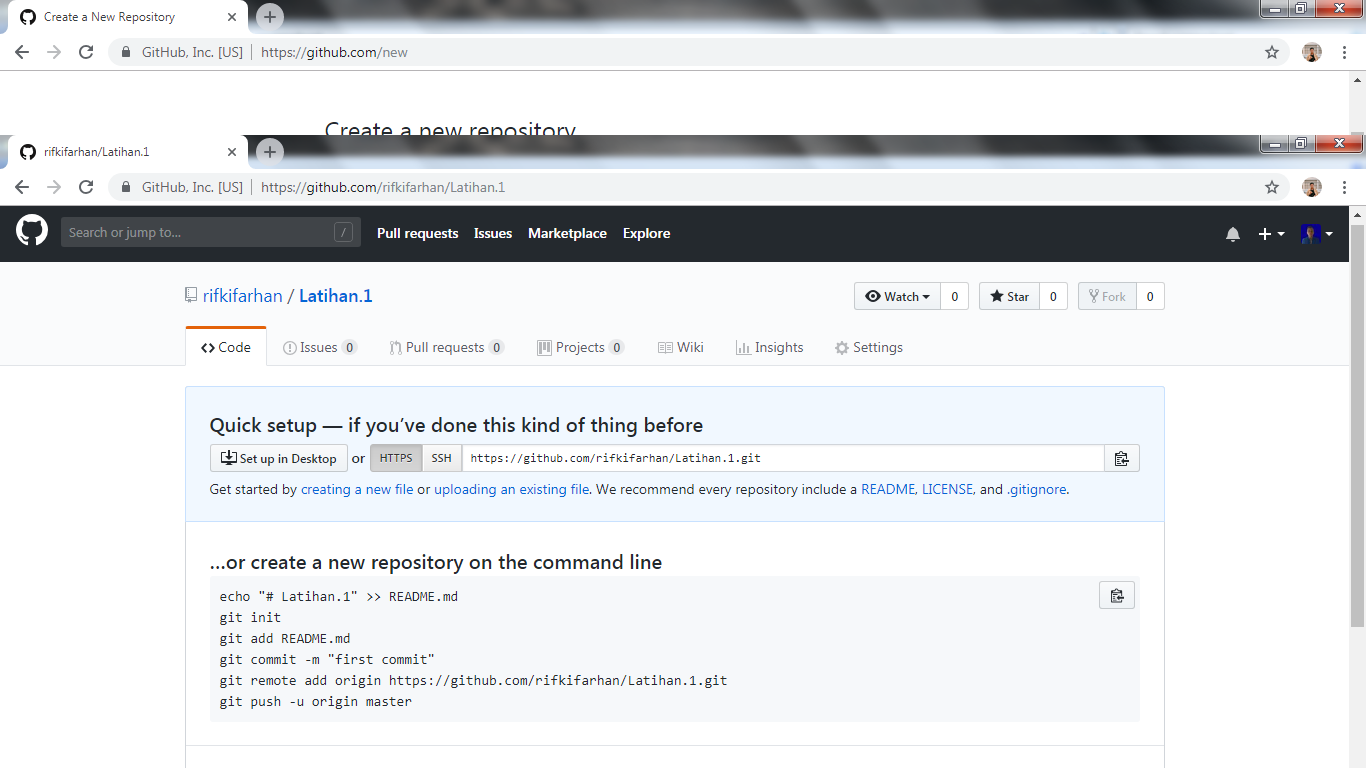 Create a New Repository
GitHub, Inc. [US] https://github.com/new
Create a new repository
rifkifarhan/Latihan.1
GitHub, Inc. [US] https://github.com/rifkifarhan/Latihan.1
Search or jump to... / Pull requests Issues Marketplace Explore
rifkifarhan / Latihan.1 Watch 0 Star 0 Fork 0
Code Issues 0 Pull requests 0 Projects 0 Wiki Insights Settings
Quick setup — if you’ve done this kind of thing before
Set up in Desktop or HTTPS SSH https://github.com/rifkifarhan/Latihan.1.git
Get started by creating a new file or uploading an existing file. We recommend every repository include a README, LICENSE, and .gitignore.
…or create a new repository on the command line
echo "# Latihan.1" >> README.md
git init
git add README.md
git commit -m "first commit"
git remote add origin https://github.com/rifkifarhan/Latihan.1.git
git push -u origin master